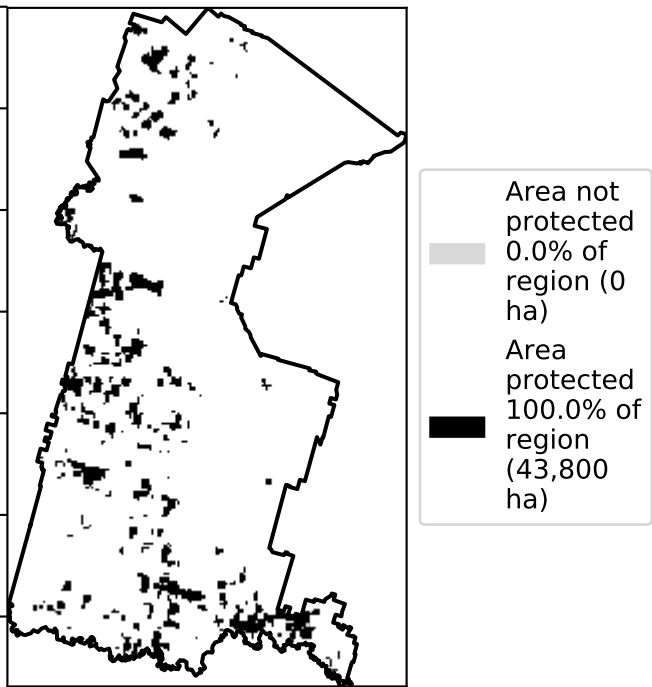 Area not
protected
0.0% of
region (0
ha)
Area
protected
100.0% of
region
(43,800
ha)